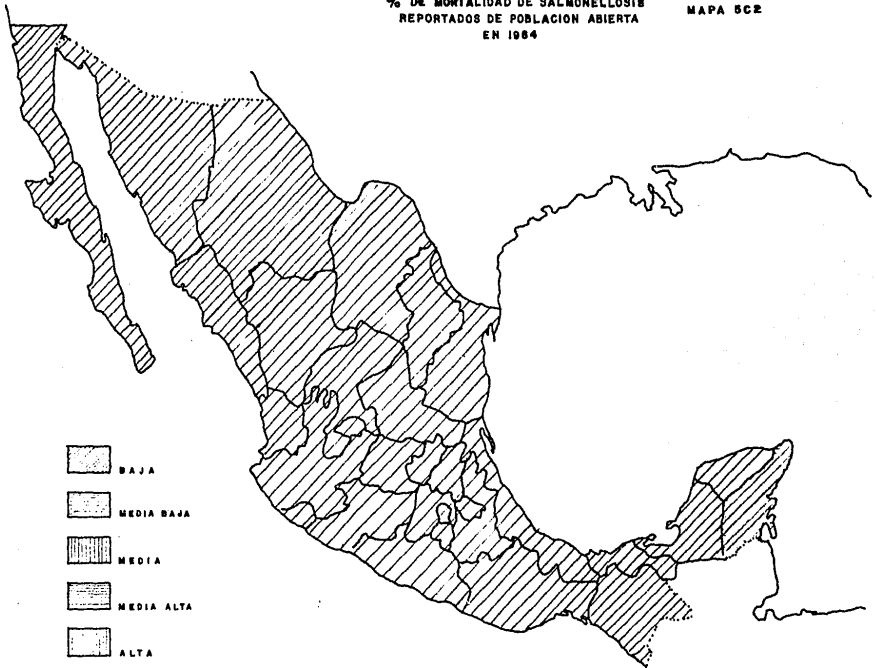 % DE MORTALIDAD DE SALMONELLOSIS
REPORTADOS DE POBLACION ABIERTA
EN 1984
MAPA 5C2
BAJA
MEDIA BAJA
MEDIA
MEDIA ALTA
ALTA